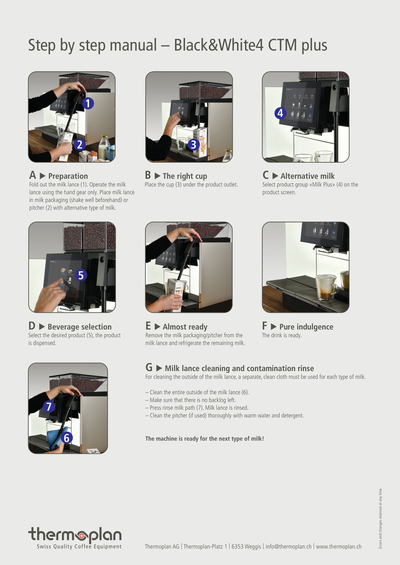 Step by step manual – Black&White4 CTM plus
1
2
3
4
A ▶ Preparation
Fold out the milk lance (1). Operate the milk
lance using the hand gear only. Place milk lance
in milk packaging (shake well beforehand) or
pitcher (2) with alternative type of milk.
B ▶ The right cup
Place the cup (3) under the product outlet.
C ▶ Alternative milk
Select product group «Milk Plus» (4) on the
product screen.
5
D ▶ Beverage selection
Select the desired product (5), the product
is dispensed.
E ▶ Almost ready
Remove the milk packaging/pitcher from the
milk lance and refrigerate the remaining milk.
F ▶ Pure indulgence
The drink is ready.
7
6
G ▶ Milk lance cleaning and contamination rinse
For cleaning the outside of the milk lance, a separate, clean cloth must be used for each type of milk.
– Clean the entire outside of the milk lance (6).
– Make sure that there is no backlog left.
– Press rinse milk path (7). Milk lance is rinsed.
– Clean the pitcher (if used) thoroughly with warm water and detergent.
The machine is ready for the next type of milk!
thermoplan
Swiss Quality Coffee Equipment
Thermoplan AG | Thermoplan-Platz 1 | 6353 Weggis | info@thermoplan.ch | www.thermoplan.ch
Errors and changes reserved at any time